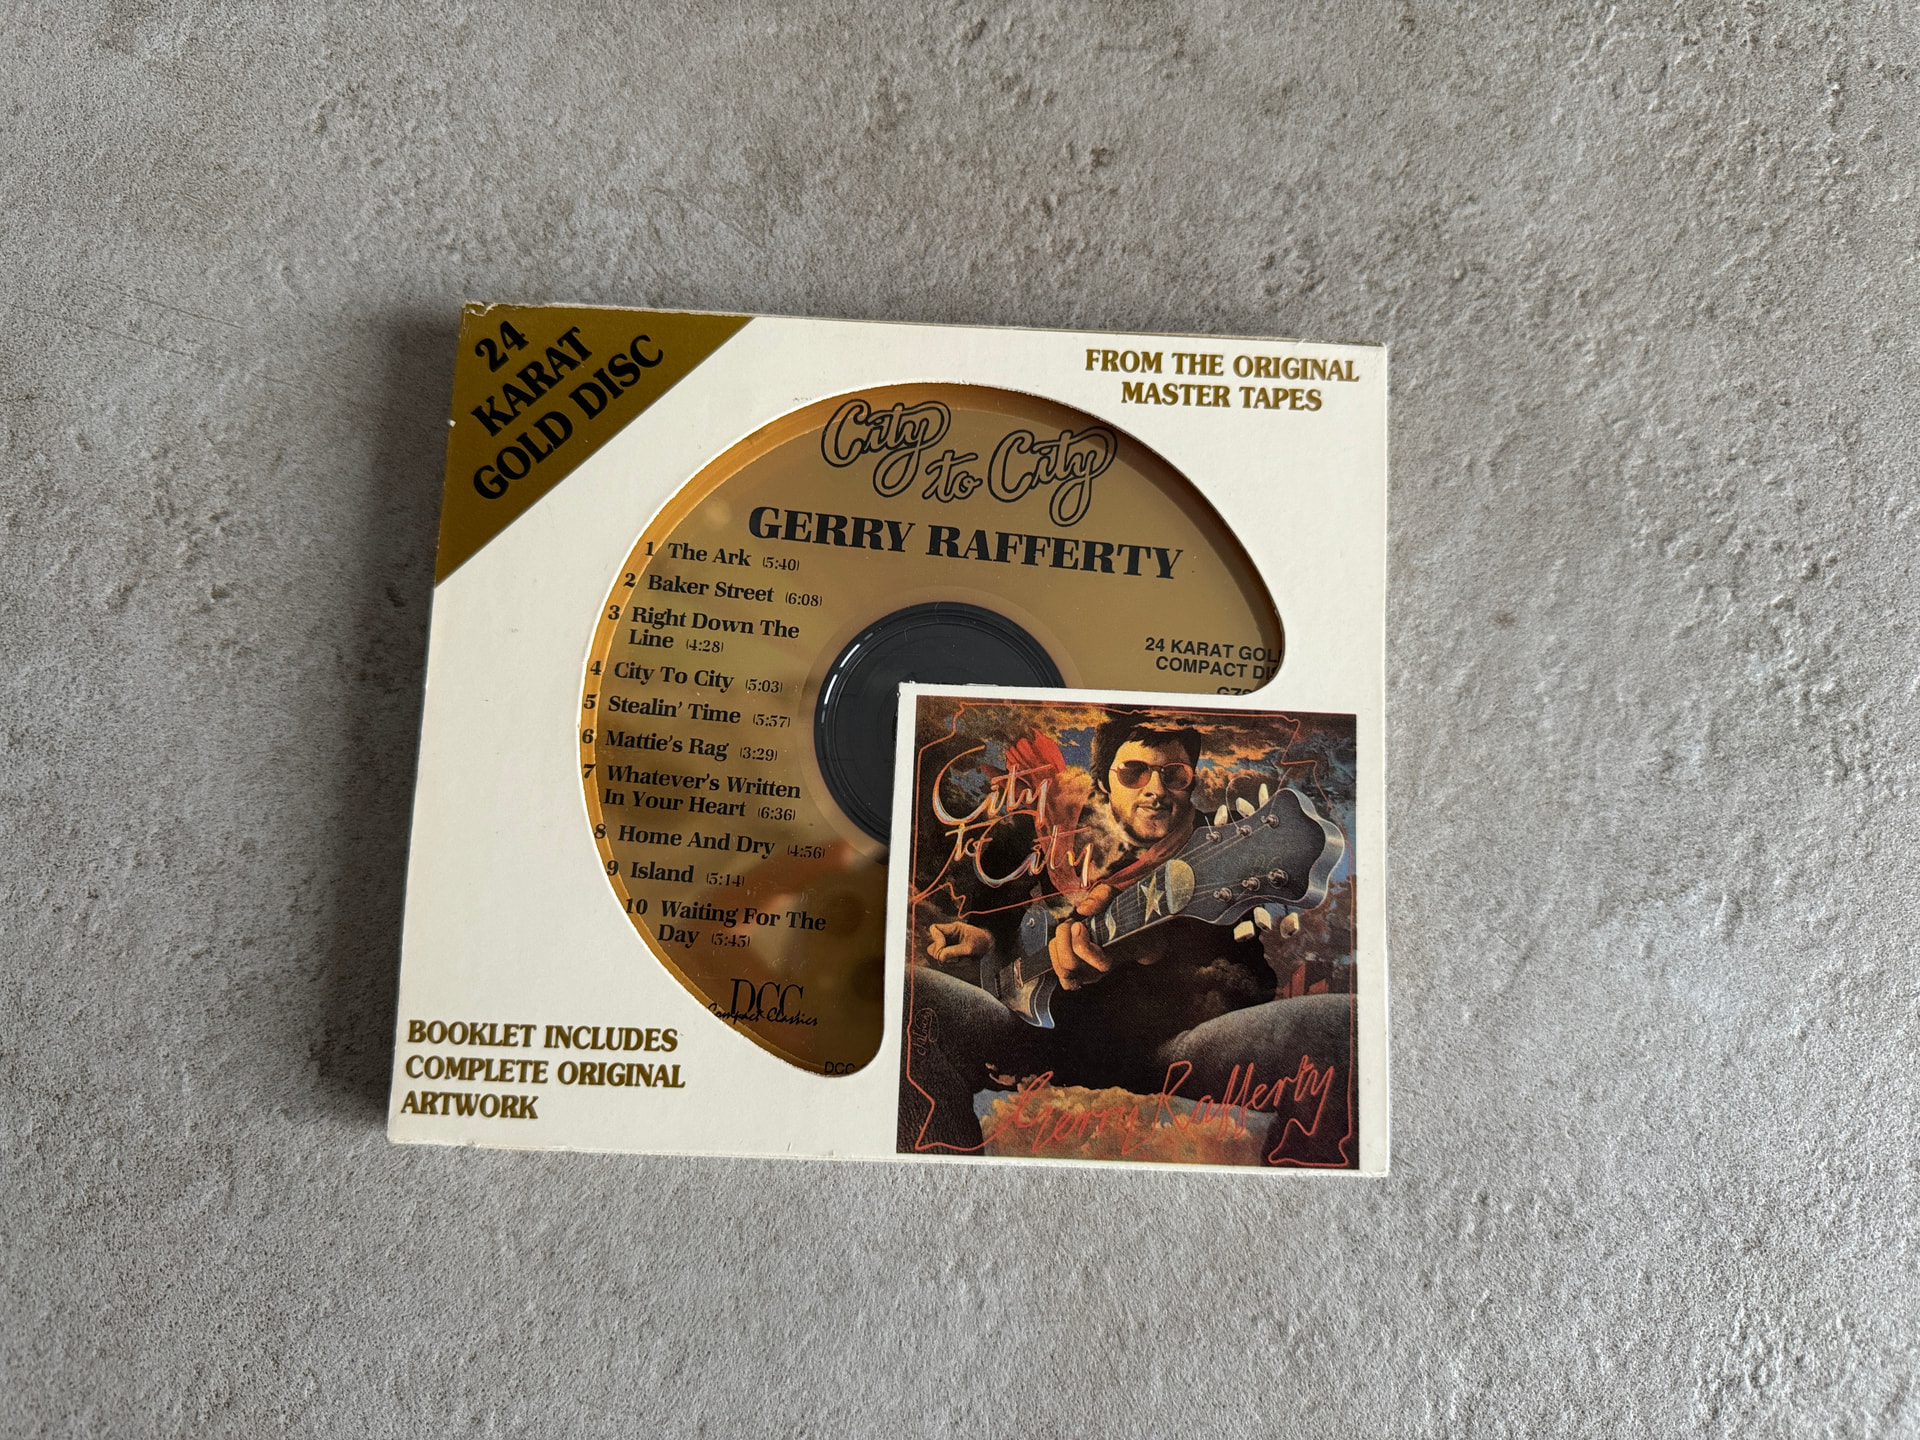 24
KARAT
GOLD DISC
FROM THE ORIGINAL
MASTER TAPES
City
to City
GERRY RAFFERTY
1 The Ark (5:40)
2 Baker Street (6:08)
3 Right Down The
Line (4:28)
4 City To City (5:03)
5 Stealin' Time (5:57)
6 Mattie's Rag (3:29)
7 Whatever's Written
In Your Heart (6:36)
8 Home And Dry (4:56)
9 Island (5:14)
10 Waiting For The
Day (5:45)
24 KARAT GOL
COMPACT DIS
DCC
Compact Classics
DCC
BOOKLET INCLUDES
COMPLETE ORIGINAL
ARTWORK
City
to City
Gerry Rafferty